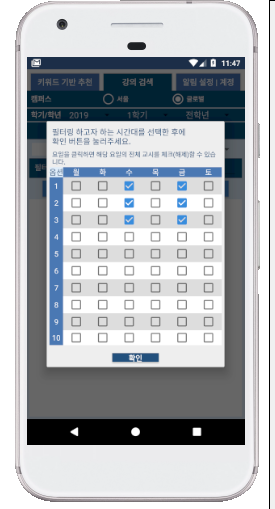 11:47
키워드 기반 추천 강의 검색 알림 설정 | 계정
캠퍼스 서울 글로벌
학기/학년 2019 1학기 전학년
필터링 하고자 하는 시간대를 선택한 후에
확인 버튼을 눌러주세요.
요일을 클릭하면 해당 요일의 전체 교시를 체크(해제)할 수 있습
니다.
옵션 월 화 수 목 금 토
1
2
3
4
5
6
7
8
9
10
확인